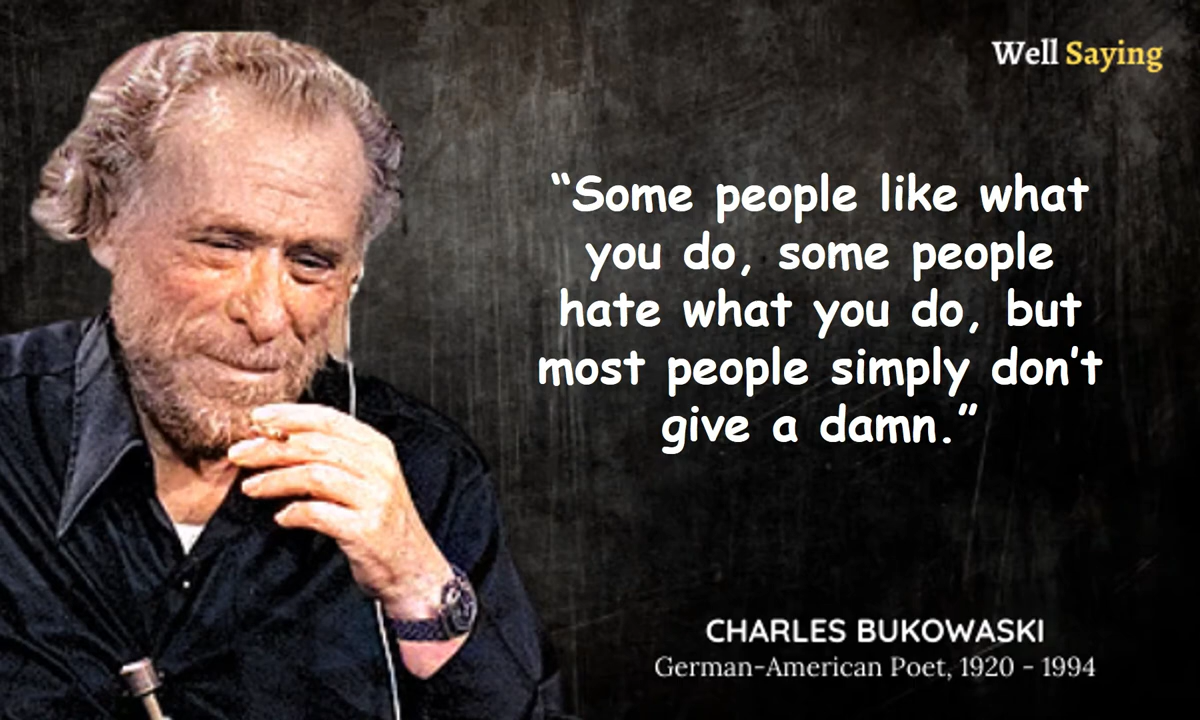 Well Saying
“Some people like what
you do, some people
hate what you do, but
most people simply don't
give a damn.”
CHARLES BUKOWASKI
German-American Poet, 1920 - 1994